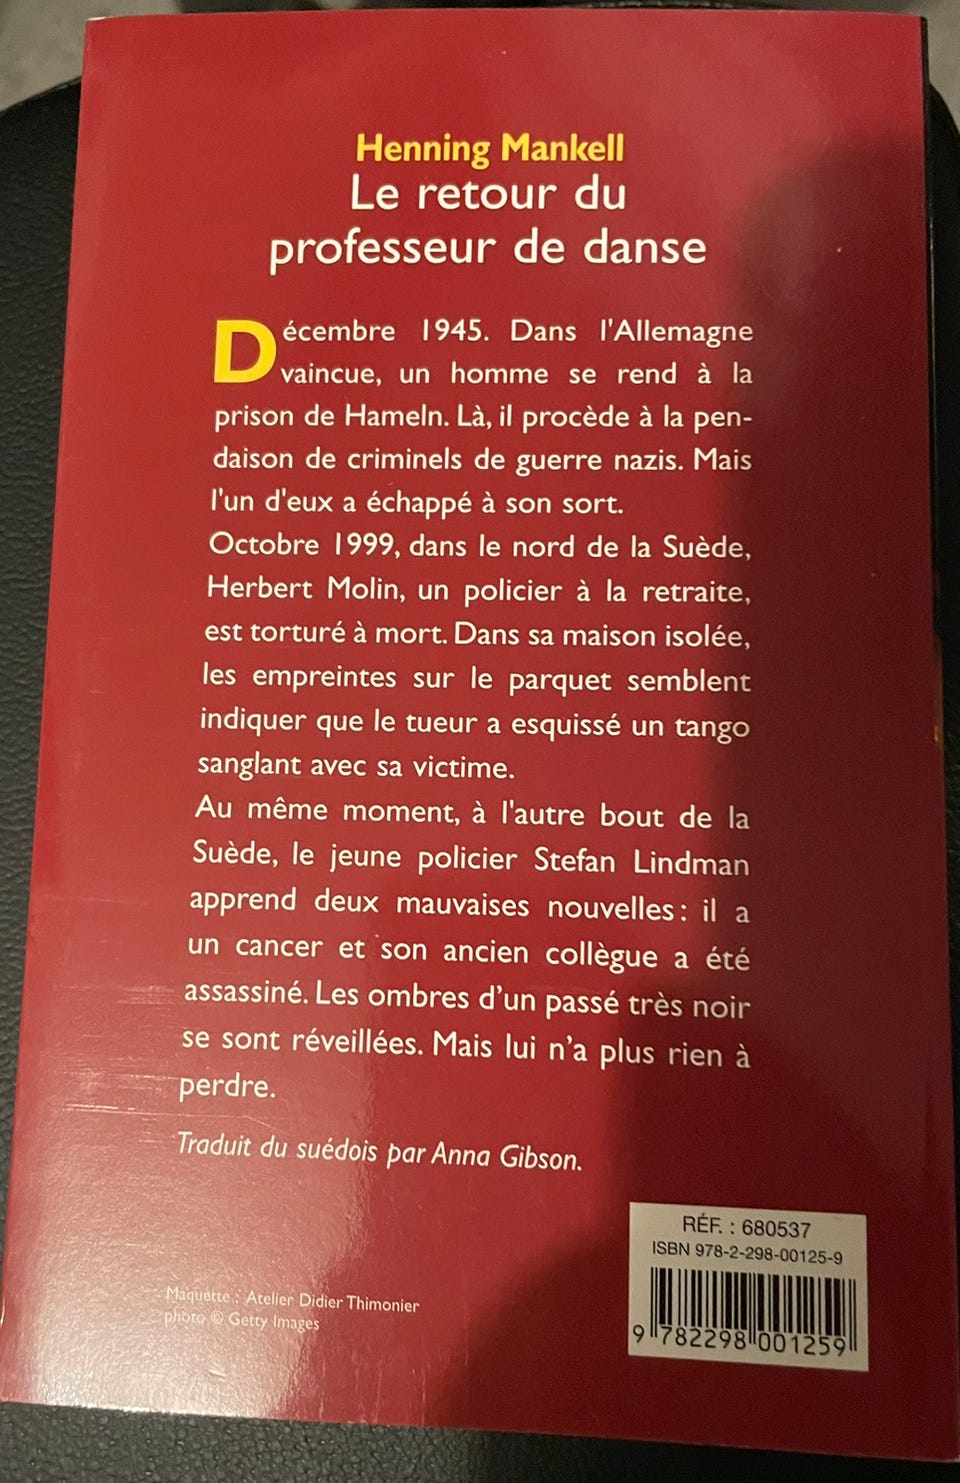 Henning Mankell
Le retour du
professeur de danse
Décembre 1945. Dans l'Allemagne
vaincue, un homme se rend à la
prison de Hameln. Là, il procède à la pen-
daison de criminels de guerre nazis. Mais
l'un d'eux a échappé à son sort.
Octobre 1999, dans le nord de la Suède,
Herbert Molin, un policier à la retraite,
est torturé à mort. Dans sa maison isolée,
les empreintes sur le parquet semblent
indiquer que le tueur a esquissé un tango
sanglant avec sa victime.
Au même moment, à l'autre bout de la
Suède, le jeune policier Stefan Lindman
apprend deux mauvaises nouvelles : il a
un cancer et son ancien collègue a été
assassiné. Les ombres d'un passé très noir
se sont réveillées. Mais lui n'a plus rien à
perdre.
Traduit du suédois par Anna Gibson.
RÉF. : 680537
ISBN 978-2-298-00125-9
9 782298 001259
Maquette : Atelier Didier Thimonier
photo © Getty Images